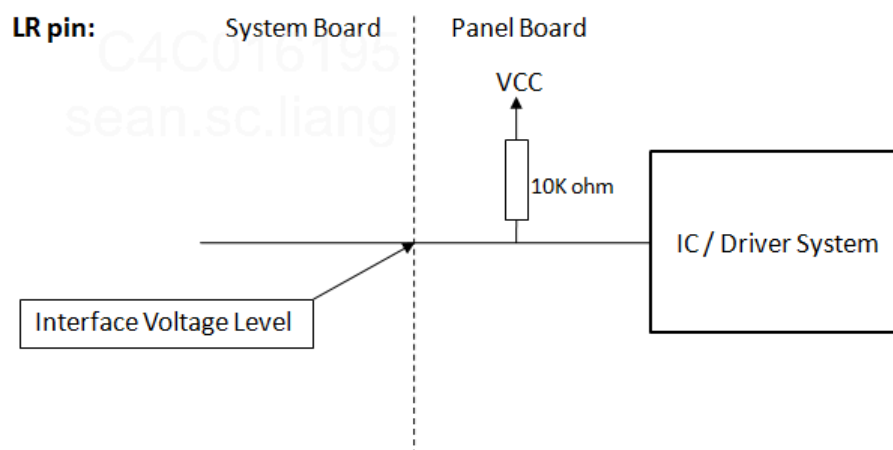 LR pin: System Board Panel Board
C4C016195
sean.sc.liang
VCC
10K ohm
IC / Driver System
Interface Voltage Level